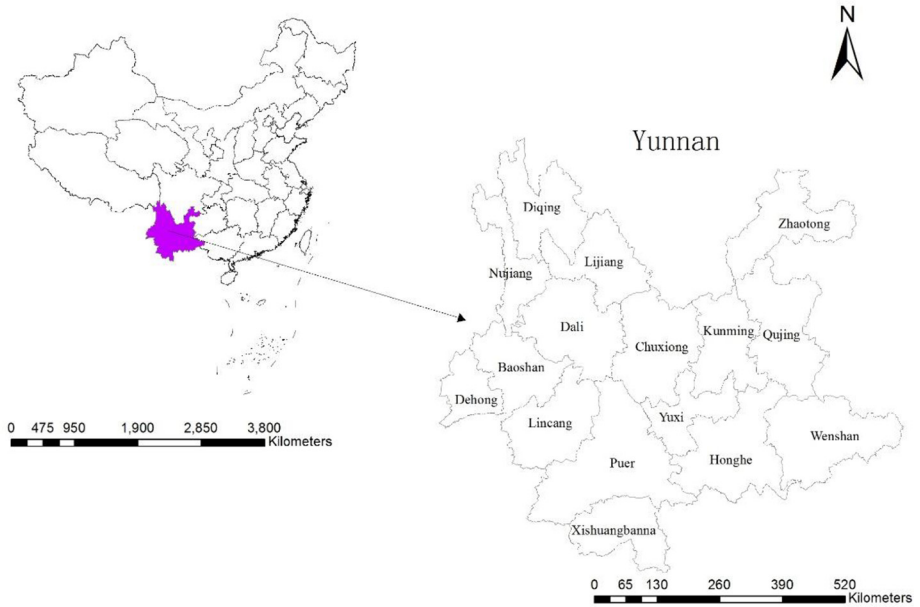 N
Yunnan
Diqing
Zhaotong
Nujiang
Lijiang
Dali
Kunming
Qujing
Chuxiong
Baoshan
Dehong
Lincang
Yuxi
Wenshan
Puer
Honghe
Xishuangbanna
0 475 950 1,900 2,850 3,800
Kilometers
0 65 130 260 390 520
Kilometers